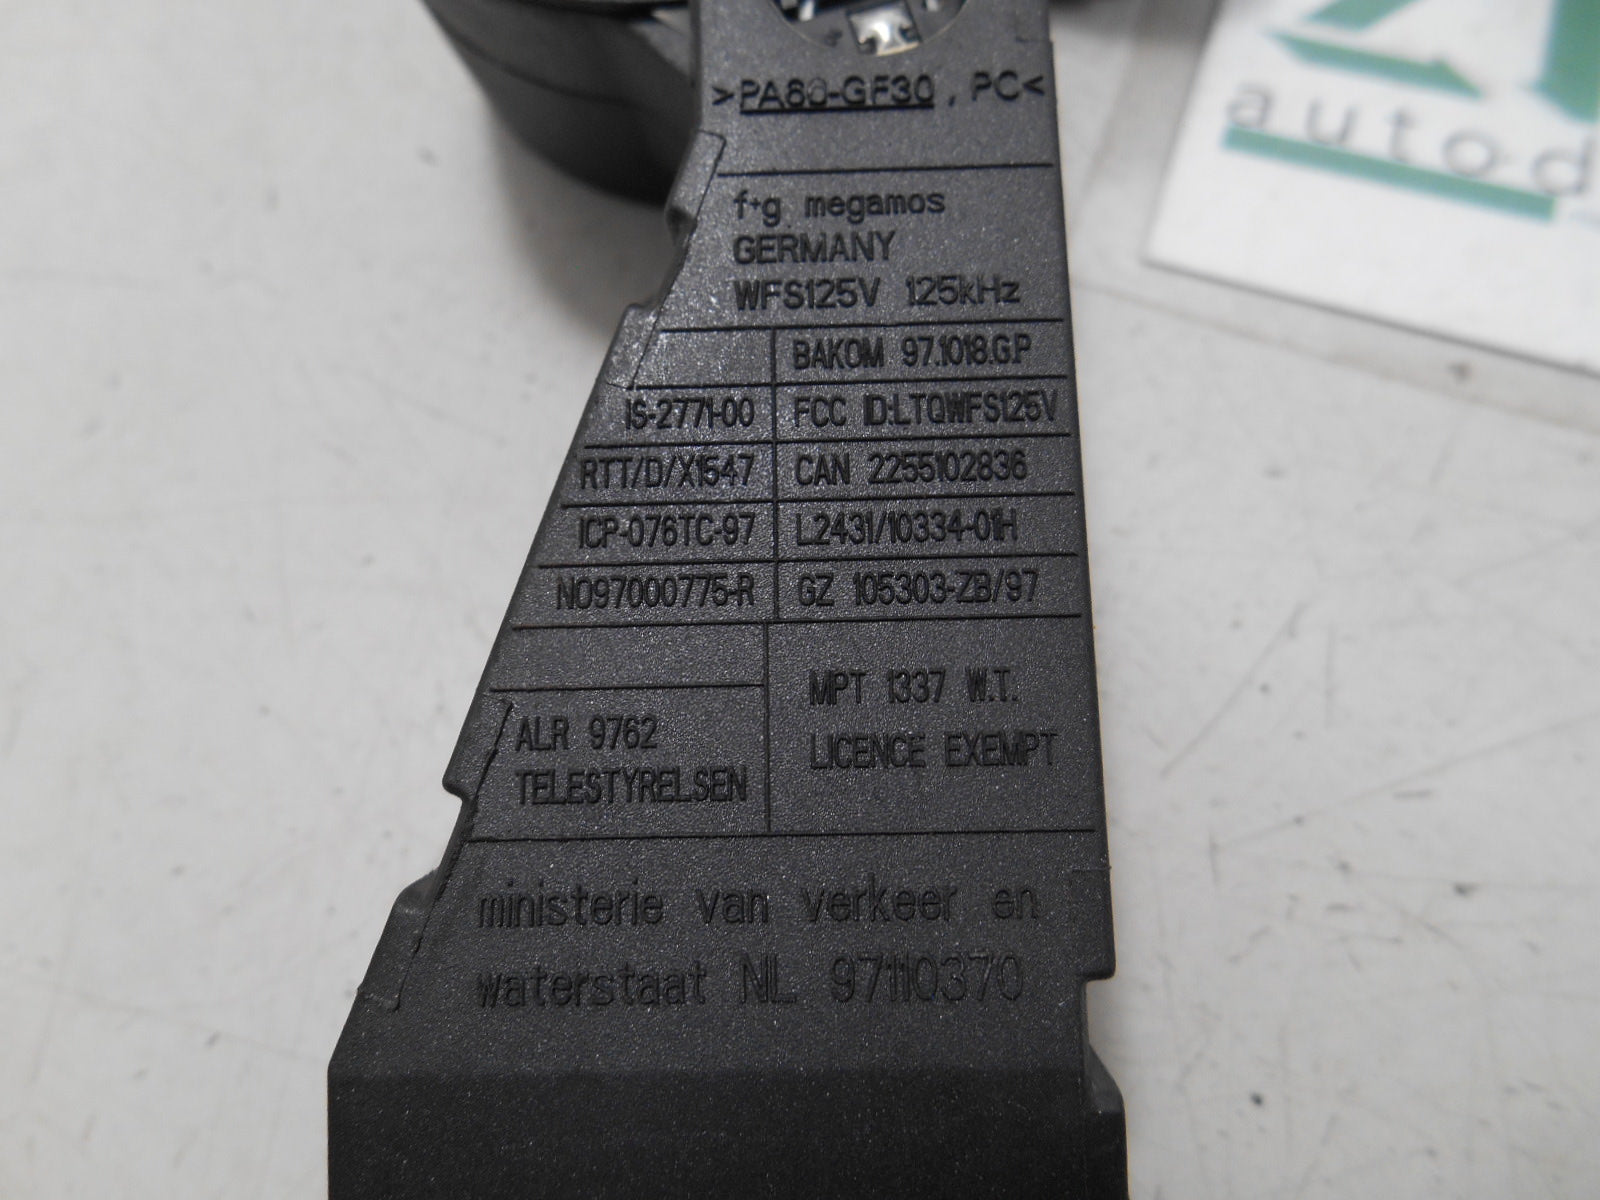 >PA66-GF30, PC<
f+g megamos
GERMANY
WFS125V 125kHz
BAKOM 97.1018.G.P
IS-2771-00 FCC ID:LTQWFS125V
RTT/D/X1547 CAN 2255102836
ICP-076TC-97 L2431/10334-01H
NO97000775-R GZ 105303-ZB/97
MPT 1337 W.T.
LICENCE EXEMPT
ALR 9762
TELESTYRELSEN
ministerie van verkeer en
waterstaat NL 97110370
autod